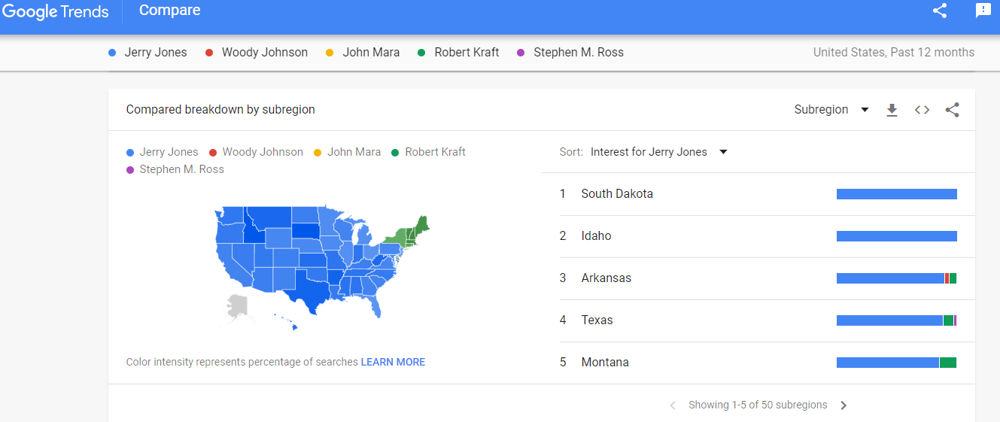 Google Trends Compare
Jerry Jones Woody Johnson John Mara Robert Kraft Stephen M. Ross United States, Past 12 months
Compared breakdown by subregion Subregion
Jerry Jones Woody Johnson John Mara Robert Kraft
Stephen M. Ross
Sort: Interest for Jerry Jones
1 South Dakota
2 Idaho
3 Arkansas
4 Texas
5 Montana
Color intensity represents percentage of searches LEARN MORE
Showing 1-5 of 50 subregions